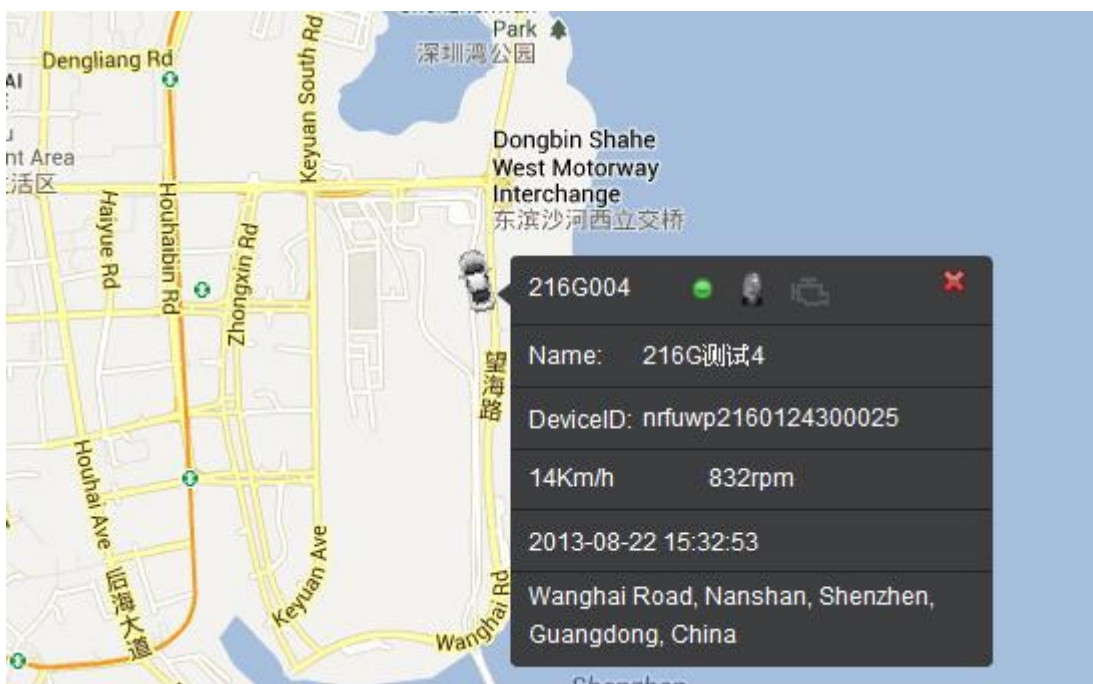 Park
深圳湾公园
Dengliang Rd
Keyuan South Rd
AI
nt Area
活区
Dongbin Shahe
West Motorway
Interchange
东滨沙河西立交桥
Haiyue Rd
Houhaibin Rd
Zhongxin Rd
216G004
Name: 216G测试4
DeviceID: nrfuwp2160124300025
14Km/h 832rpm
2013-08-22 15:32:53
Wanghai Road, Nanshan, Shenzhen,
Guangdong, China
望海路
Houhai Ave
后海大道
Keyuan Ave
Wanghai Rd